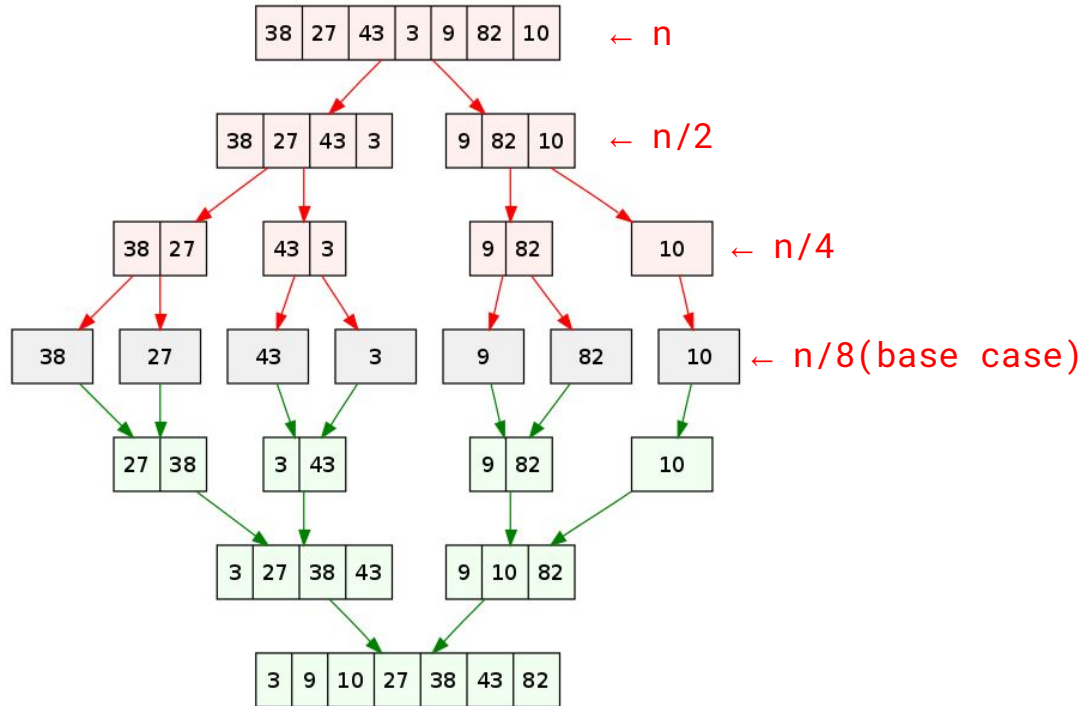 38 27 43 3 9 82 10 ← n
38 27 43 3 9 82 10 ← n/2
38 27 43 3 9 82 10 ← n/4
38 27 43 3 9 82 10 ← n/8(base case)
27 38 3 43 9 82 10
3 27 38 43 9 10 82
3 9 10 27 38 43 82